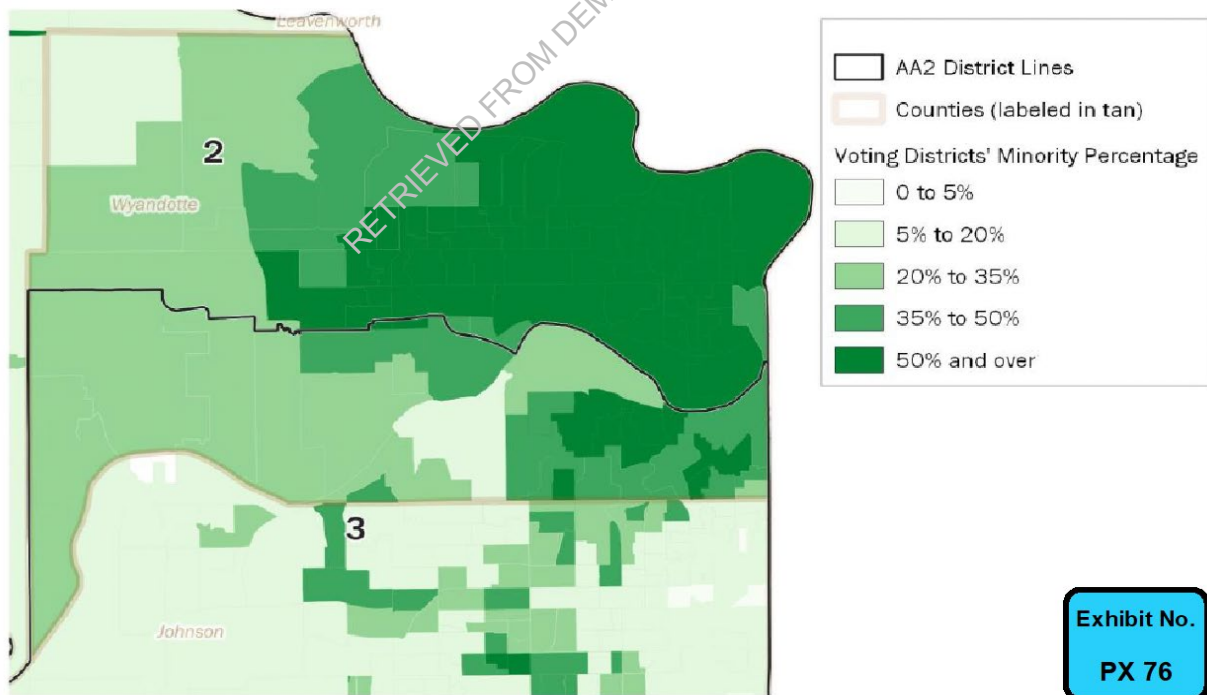 Leavenworth
RETRIEVED FROM DEM
2
Wyandotte
3
Johnson
AA2 District Lines
Counties (labeled in tan)
Voting Districts' Minority Percentage
0 to 5%
5% to 20%
20% to 35%
35% to 50%
50% and over
Exhibit No.
PX 76